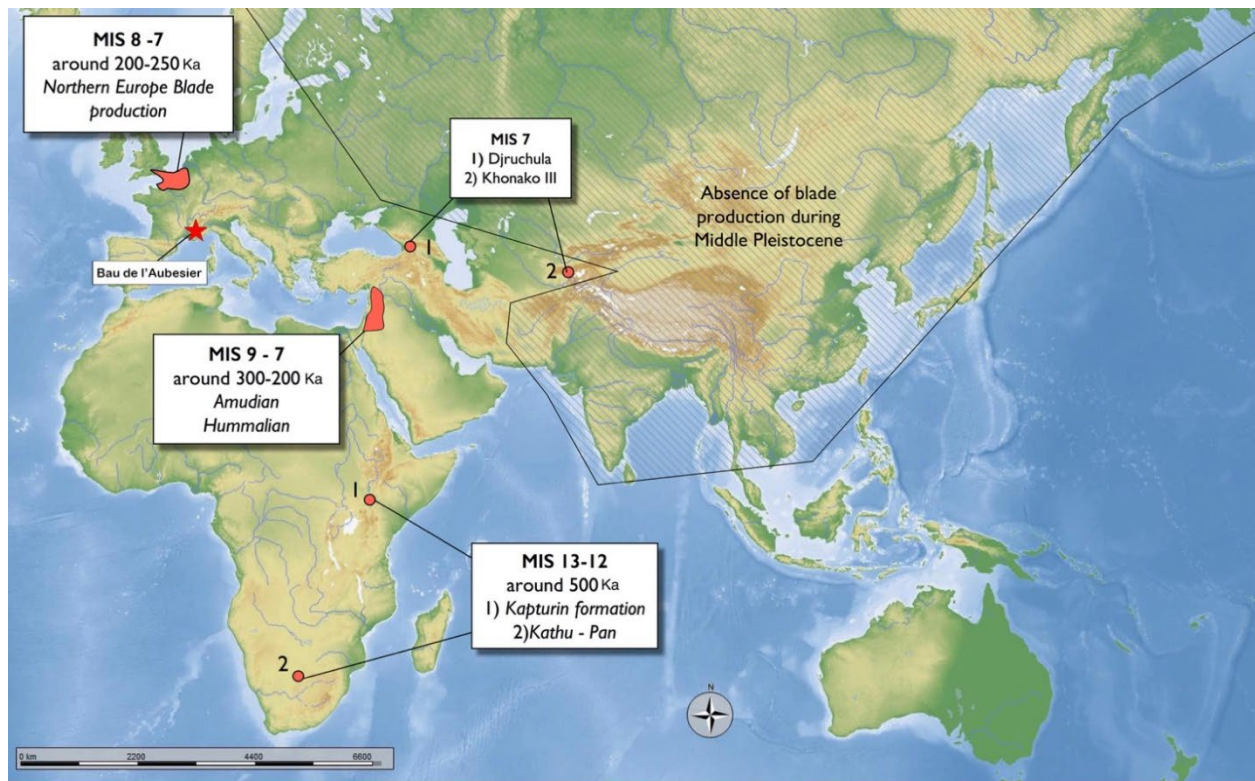 MIS 8 -7
around 200-250 Ka
Northern Europe Blade
production
MIS 7
1) Djruchula
2) Khonako III
Absence of blade
production during
Middle Pleistocene
1
2
Bau de l'Aubesier
MIS 9 - 7
around 300-200 Ka
Amudian
Hummalian
1
MIS 13-12
around 500 Ka
1) Kapturin formation
2)Kathu - Pan
2
N
0 km
2200
4400
6600